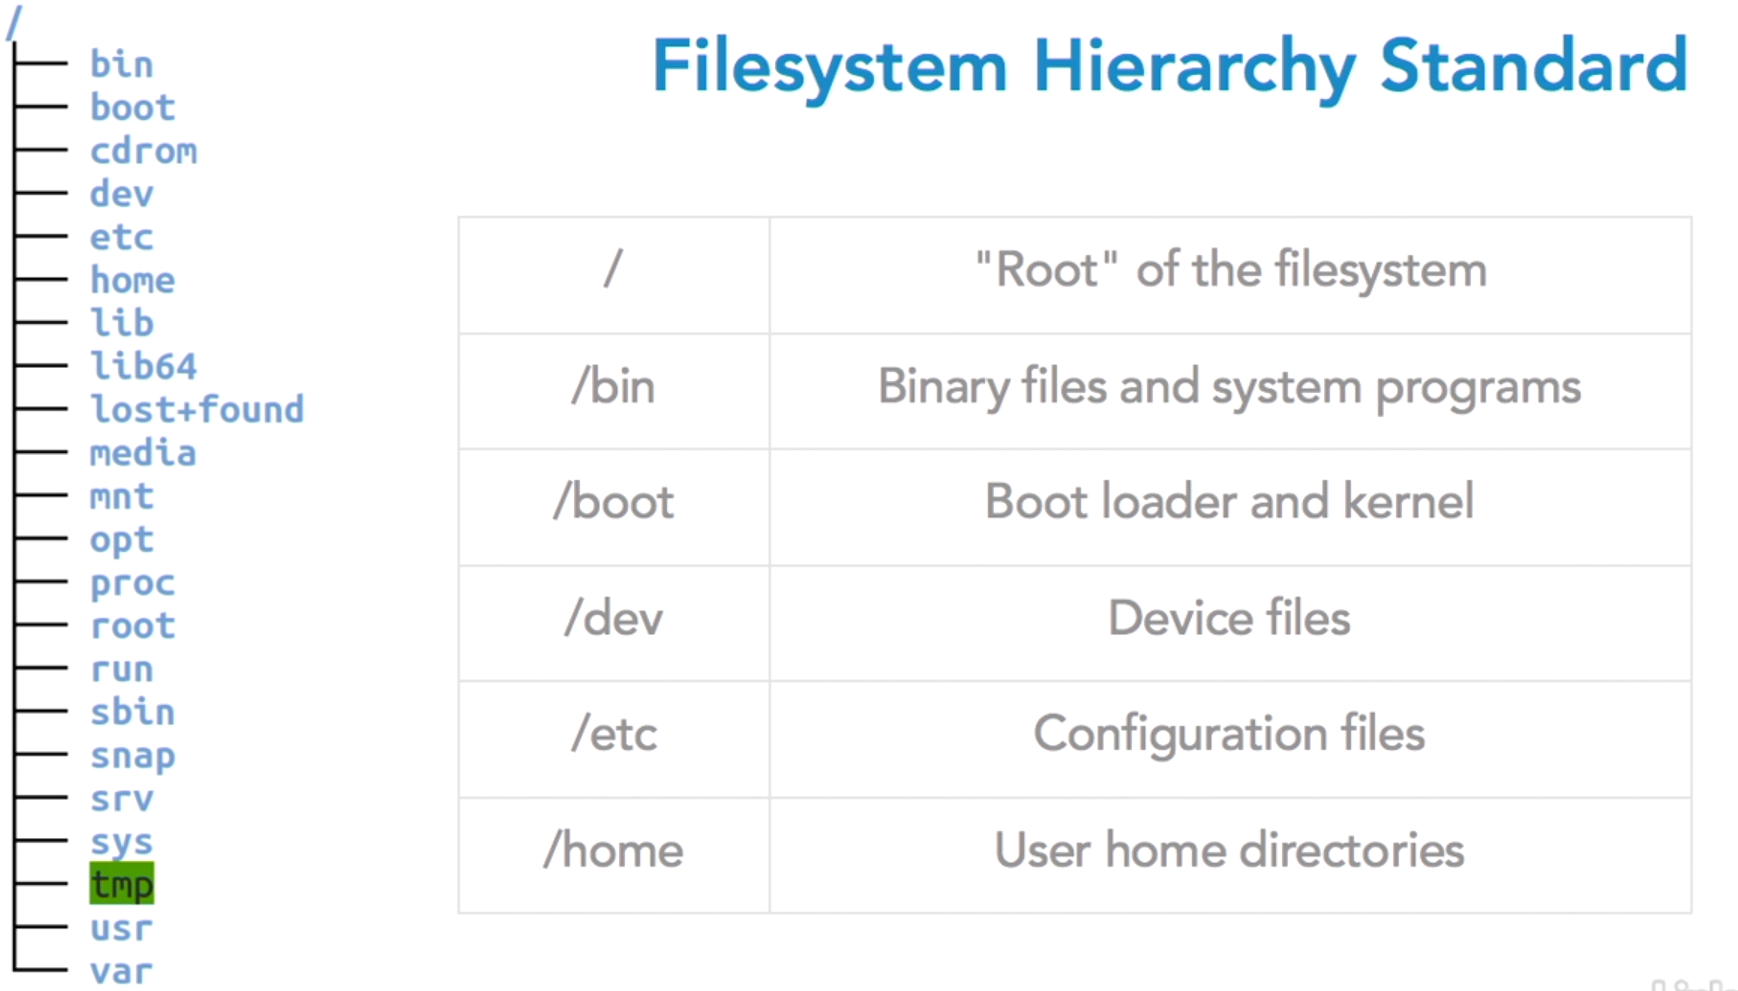 /
bin
boot
cdrom
dev
etc
home
lib
lib64
lost+found
media
mnt
opt
proc
root
run
sbin
snap
srv
sys
tmp
usr
var
Filesystem Hierarchy Standard
/ "Root" of the filesystem
/bin Binary files and system programs
/boot Boot loader and kernel
/dev Device files
/etc Configuration files
/home User home directories